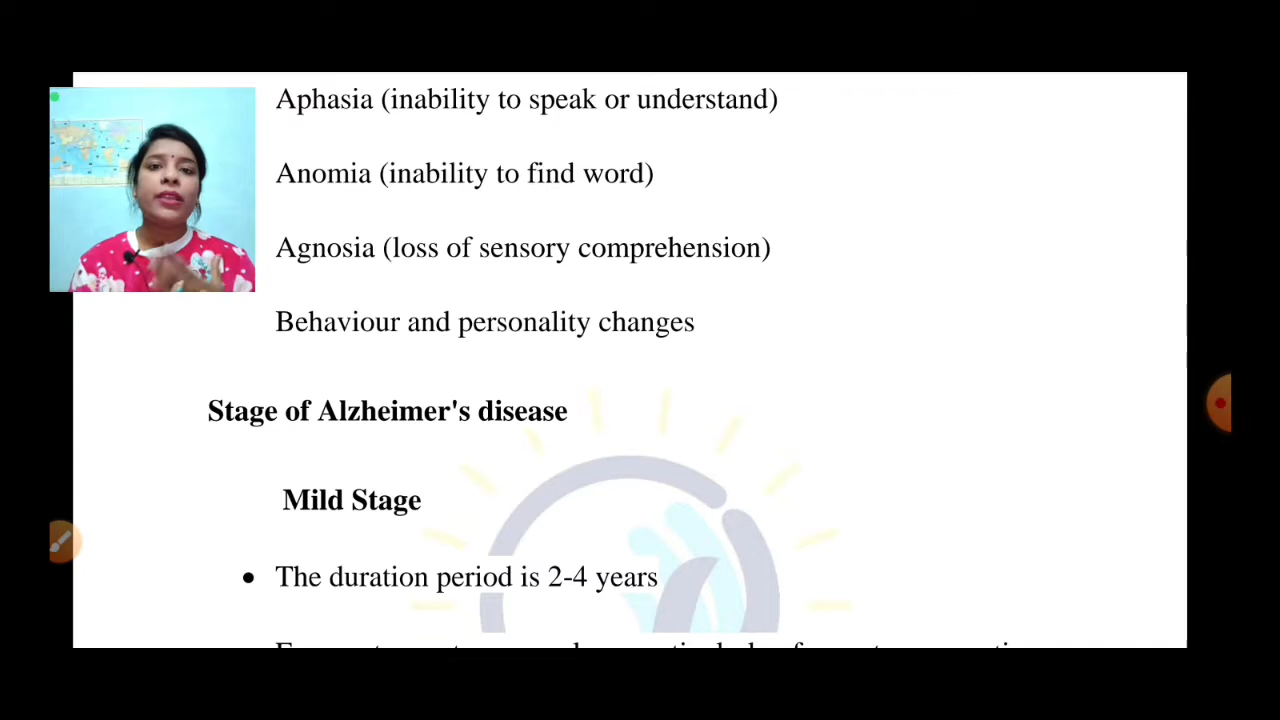 Aphasia (inability to speak or understand)
Anomia (inability to find word)
Agnosia (loss of sensory comprehension)
Behaviour and personality changes
Stage of Alzheimer's disease
Mild Stage
• The duration period is 2-4 years